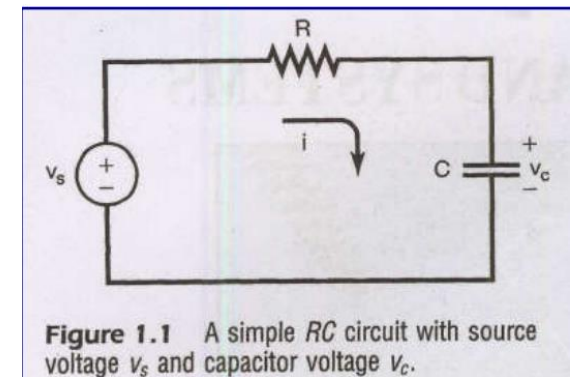 R
i
+
vs
+
−
C
vc
−
Figure 1.1 A simple RC circuit with source
voltage vs and capacitor voltage vc.